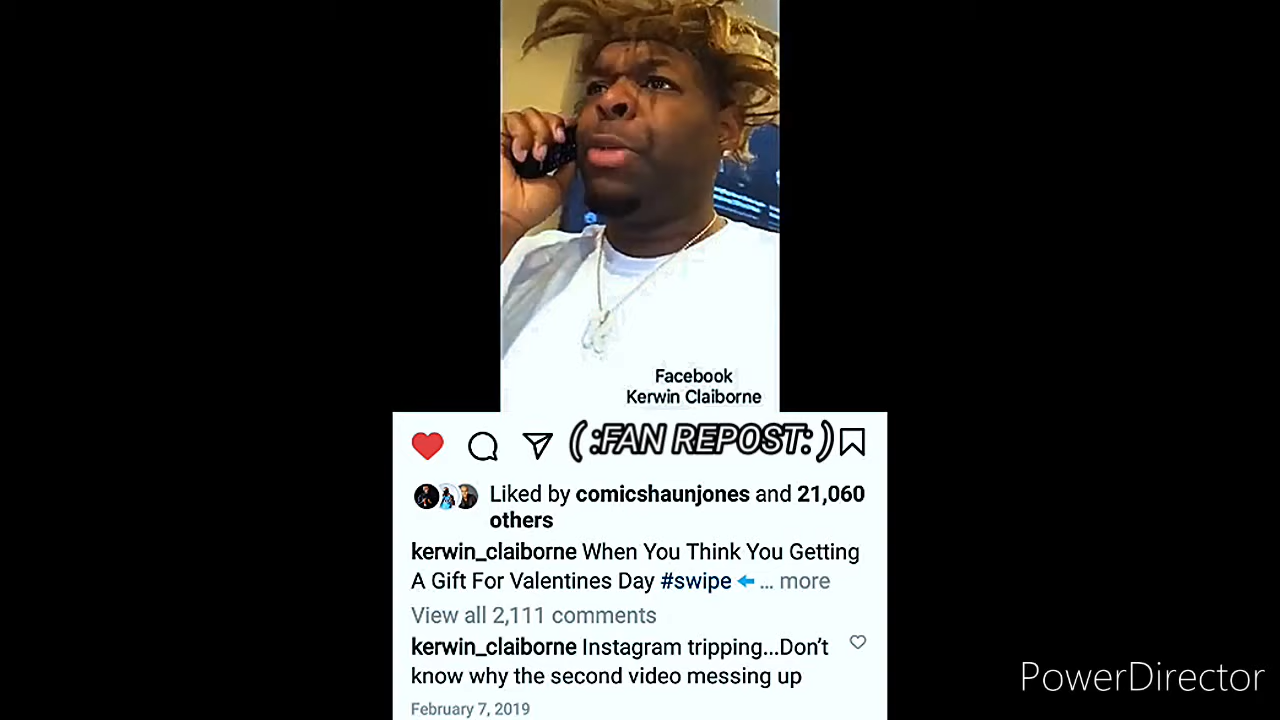 Facebook
Kerwin Claiborne
( :FAN REPOST: )
Liked by comicshaunjones and 21,060
others
kerwin_claiborne When You Think You Getting
A Gift For Valentines Day #swipe ⬅ ... more
View all 2,111 comments
kerwin_claiborne Instagram tripping...Don't
know why the second video messing up
February 7, 2019
PowerDirector